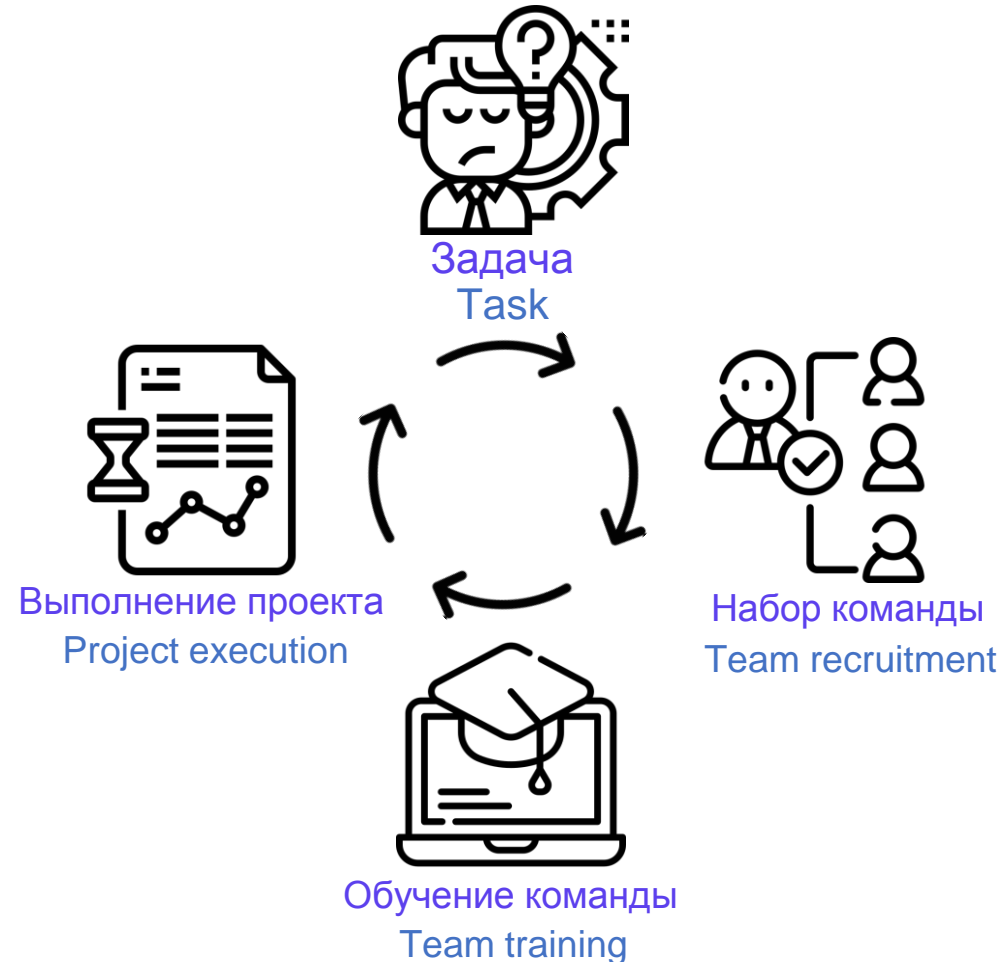 Задача
Task
Выполнение проекта
Project execution
Набор команды
Team recruitment
Обучение команды
Team training